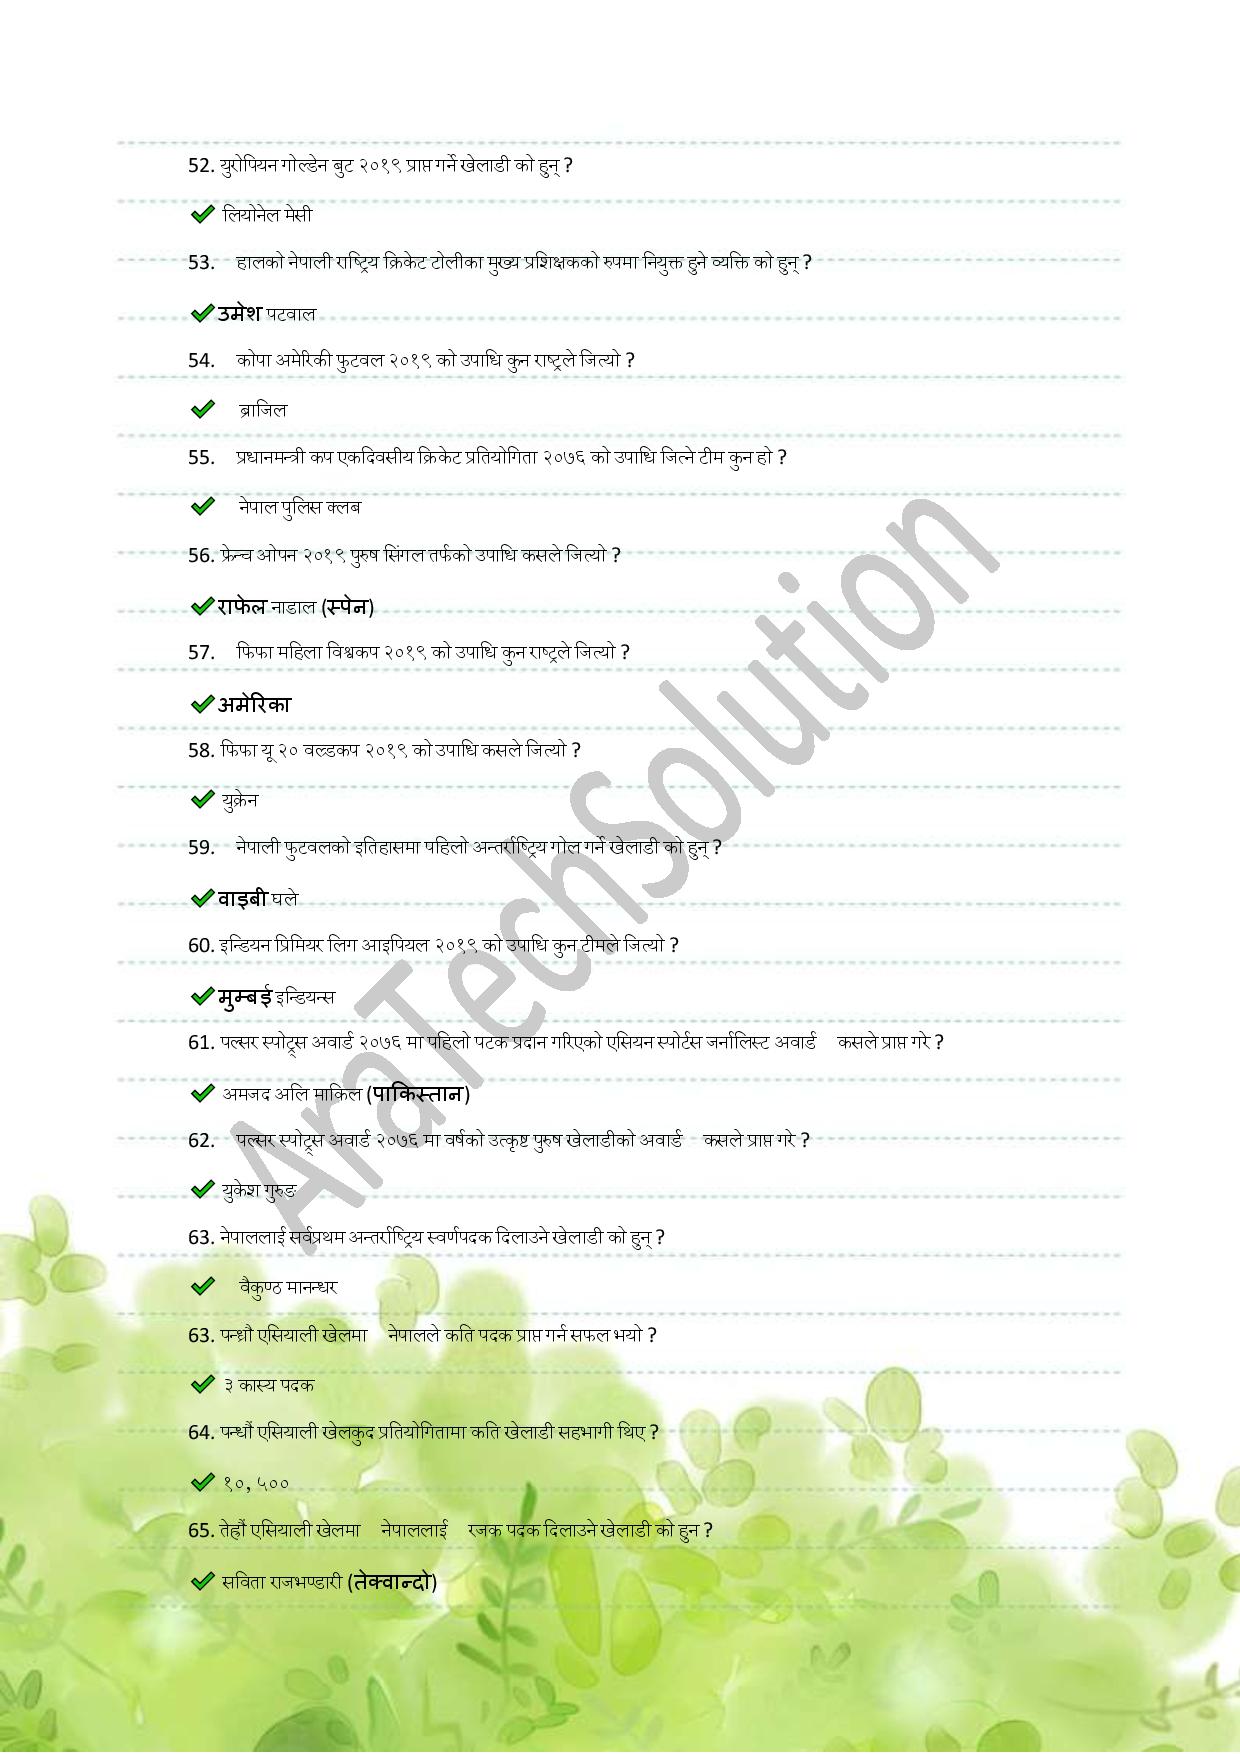 52. युरोपियन गोल्डेन बुट २०१९ प्राप्त गर्ने खेलाडी को हुन् ?
✔ लियोनेल मेसी
53. हालको नेपाली राष्ट्रिय क्रिकेट टोलीका मुख्य प्रशिक्षकको रुपमा नियुक्त हुने व्यक्ति को हुन् ?
✔ उमेश पटवाल
54. कोपा अमेरिकी फुटवल २०१९ को उपाधि कुन राष्ट्रले जित्यो ?
✔ ब्राजिल
55. प्रधानमन्त्री कप एकदिवसीय क्रिकेट प्रतियोगिता २०७६ को उपाधि जित्ने टीम कुन हो ?
✔ नेपाल पुलिस क्लब
56. फ्रेन्च ओपन २०१९ पुरुष सिंगल तर्फको उपाधि कसले जित्यो ?
✔ राफेल नाडाल (स्पेन)
57. फिफा महिला विश्वकप २०१९ को उपाधि कुन राष्ट्रले जित्यो ?
✔ अमेरिका
58. फिफा यू २० वल्र्डकप २०१९ को उपाधि कसले जित्यो ?
✔ युक्रेन
59. नेपाली फुटवलको इतिहासमा पहिलो अन्तर्राष्ट्रिय गोल गर्ने खेलाडी को हुन् ?
✔ वाइबी घले
60. इन्डियन प्रिमियर लिग आइपियल २०१९ को उपाधि कुन टीमले जित्यो ?
✔ मुम्बई इन्डियन्स
61. पल्सर स्पोट्र्स अवार्ड २०७६ मा पहिलो पटक प्रदान गरिएको एसियन स्पोर्टस जर्नालिस्ट अवार्ड कसले प्राप्त गरे ?
✔ अमजद अलि माकिल (पाकिस्तान)
62. पल्सर स्पोट्र्स अवार्ड २०७६ मा वर्षको उत्कृष्ट पुरुष खेलाडीको अवार्ड कसले प्राप्त गरे ?
✔ युकेश गुरुङ
63. नेपाललाई सर्वप्रथम अन्तर्राष्ट्रिय स्वर्णपदक दिलाउने खेलाडी को हुन् ?
✔ वैकुण्ठ मानन्धर
63. पन्ध्रौ एसियाली खेलमा नेपालले कति पदक प्राप्त गर्न सफल भयो ?
✔ ३ कास्य पदक
64. पन्धौं एसियाली खेलकुद प्रतियोगितामा कति खेलाडी सहभागी थिए ?
✔ १०, ५००
65. तेह्रौं एसियाली खेलमा नेपाललाई रजक पदक दिलाउने खेलाडी को हुन ?
✔ सविता राजभण्डारी (तेक्वान्दो)
AraTechSolution